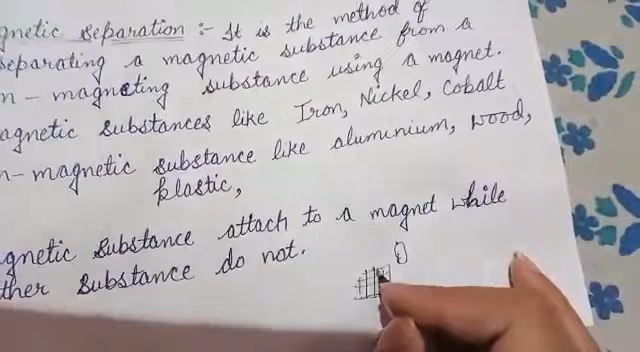 gnetic separation :- It is the method of
separating a magnetic substance from a
n - magneting substance using a magnet.
agnetic substances like Iron, Nickel, Cobalt
n - magnetic substance like aluminium, wood,
plastic,
gnetic substance attach to a magnet while
ther substance do not.